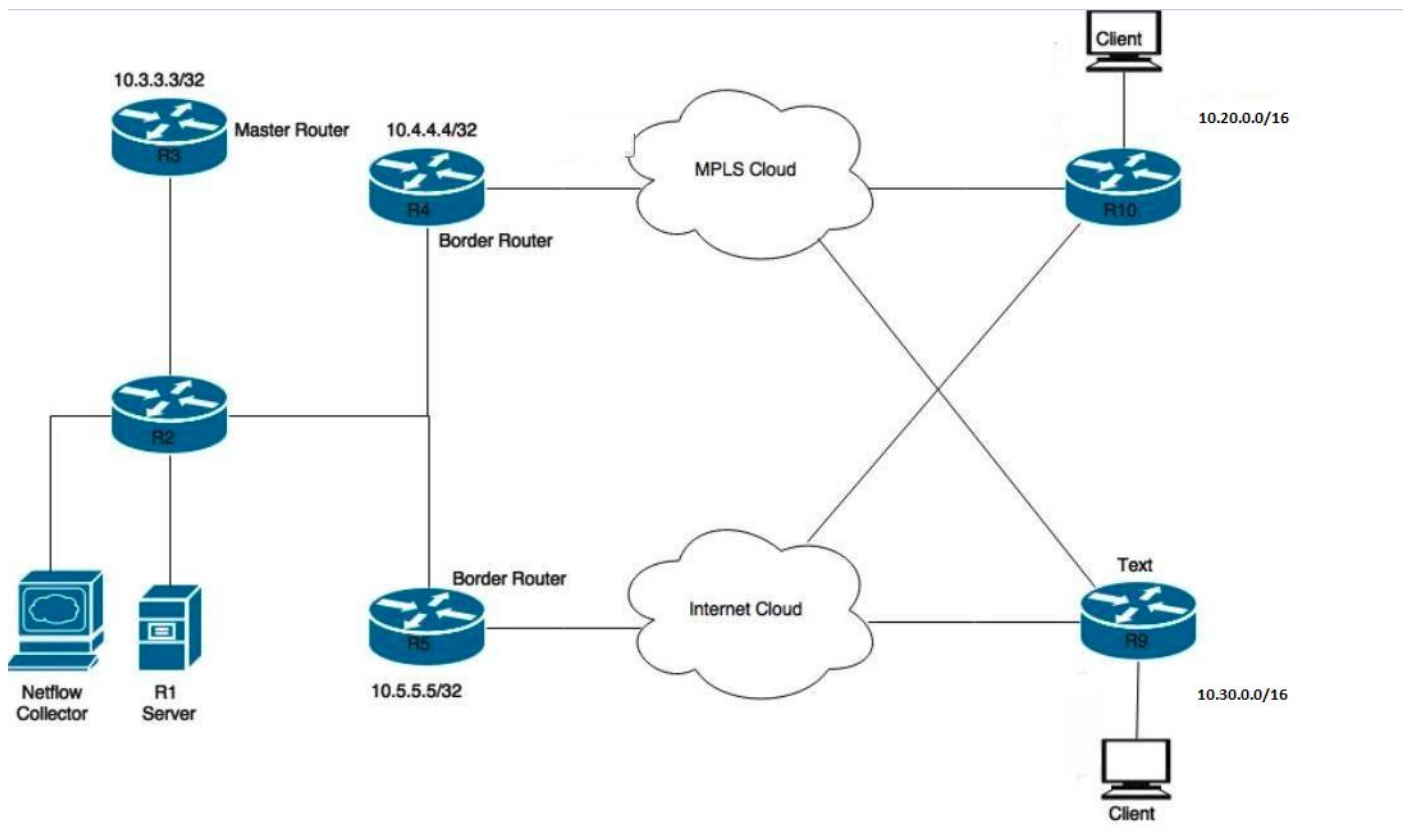 Client
10.3.3.3/32
10.20.0.0/16
Master Router
10.4.4.4/32
R3
MPLS Cloud
R4
R10
Border Router
R2
Text
Border Router
Internet Cloud
R5
R9
10.5.5.5/32
Netflow
Collector
R1
Server
10.30.0.0/16
Client